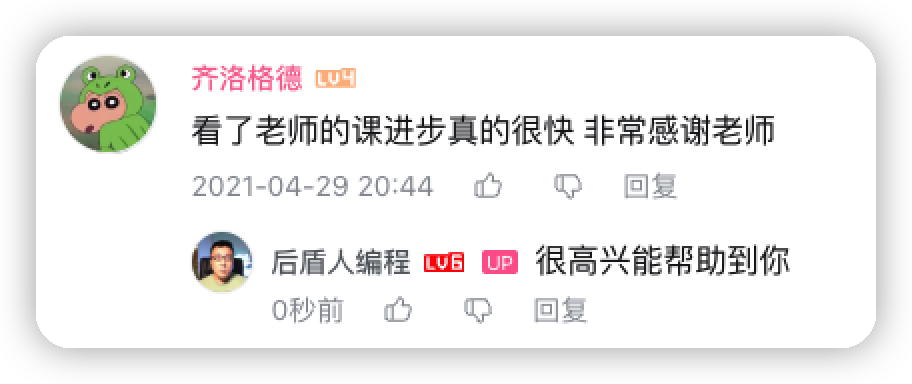 齐洛格德 LV4
看了老师的课进步真的很快 非常感谢老师
2021-04-29 20:44 回复
后盾人编程 LV6 UP 很高兴能帮助到你
0秒前 回复